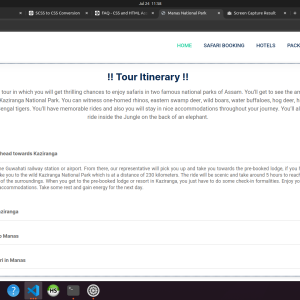 Jul 24 11:58
SCSS to CSS Conversion
FAQ - CSS and HTML A
Manas National Park
Screen Capture Result
HOME SAFARI BOOKING HOTELS PACK
!! Tour Itinerary !!
tour in which you will get thrilling chances to enjoy safaris in two famous national parks of Assam. You'll get to see the
Kaziranga National Park. You can witness one-horned rhinos, eastern swamp deer, wild boars, water buffaloes, hog deer,
engal tigers. You'll have memorable rides and also you will stay in nice accommodations throughout your journey. You'll
ride inside the Jungle on the back of an elephant.
head towards Kaziranga
he Guwahati railway station or airport. From there, our representative will pick you up and take you towards the pre-booked lodge, if you
ake you to the wild Kaziranga National Park which is at a distance of 230 kilometers. The ride will be scenic and take around 5 hours to reach
of the surroundings. When you get to the pre-booked lodge or resort in Kaziranga, you just have to do some check-in formalities. Enjoy
accommodations. Take some rest and gain energy for the next day.
aziranga
o Manas
ari in Manas